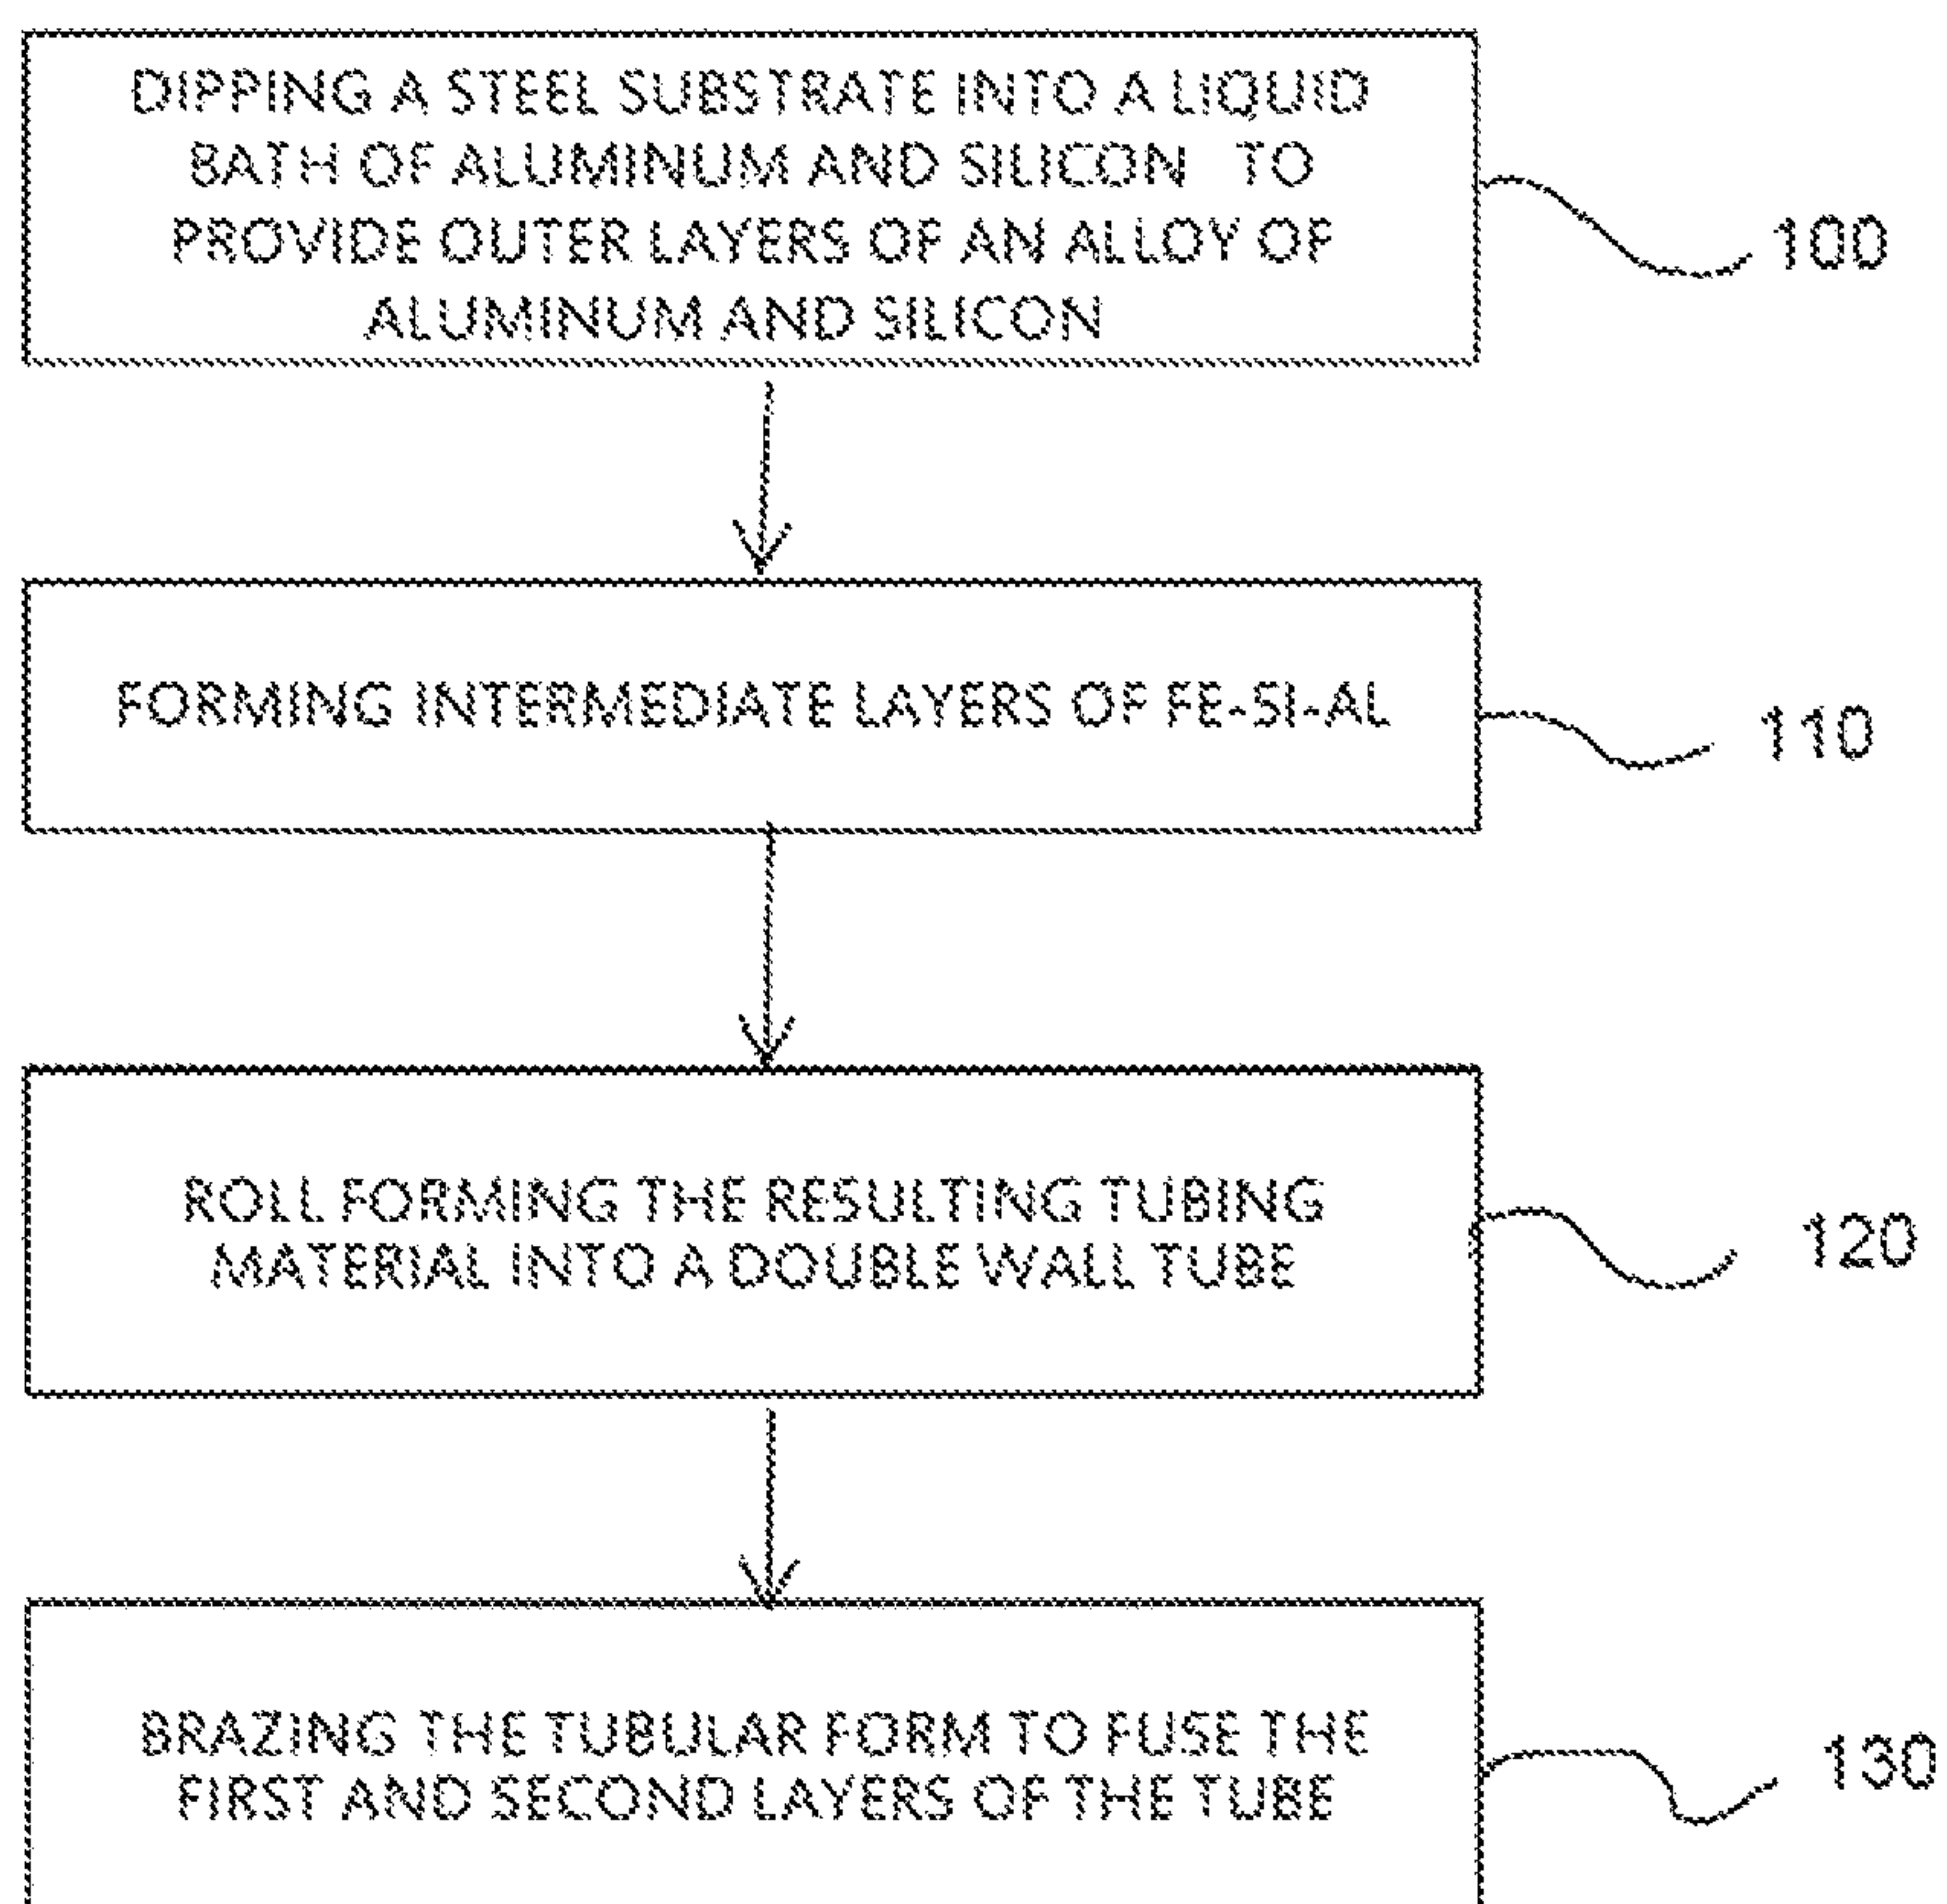 DIPPING A STEEL SUBSTRATE INTO A LIQUID
BATH OF ALUMINUM AND SILICON TO
PROVIDE OUTER LAYERS OF AN ALLOY OF
ALUMINUM AND SILICON
100
FORMING INTERMEDIATE LAYERS OF FE-SI-AL
110
ROLL FORMING THE RESULTING TUBING
MATERIAL INTO A DOUBLE WALL TUBE
120
BRAZING THE TUBULAR FORM TO FUSE THE
FIRST AND SECOND LAYERS OF THE TUBE
130